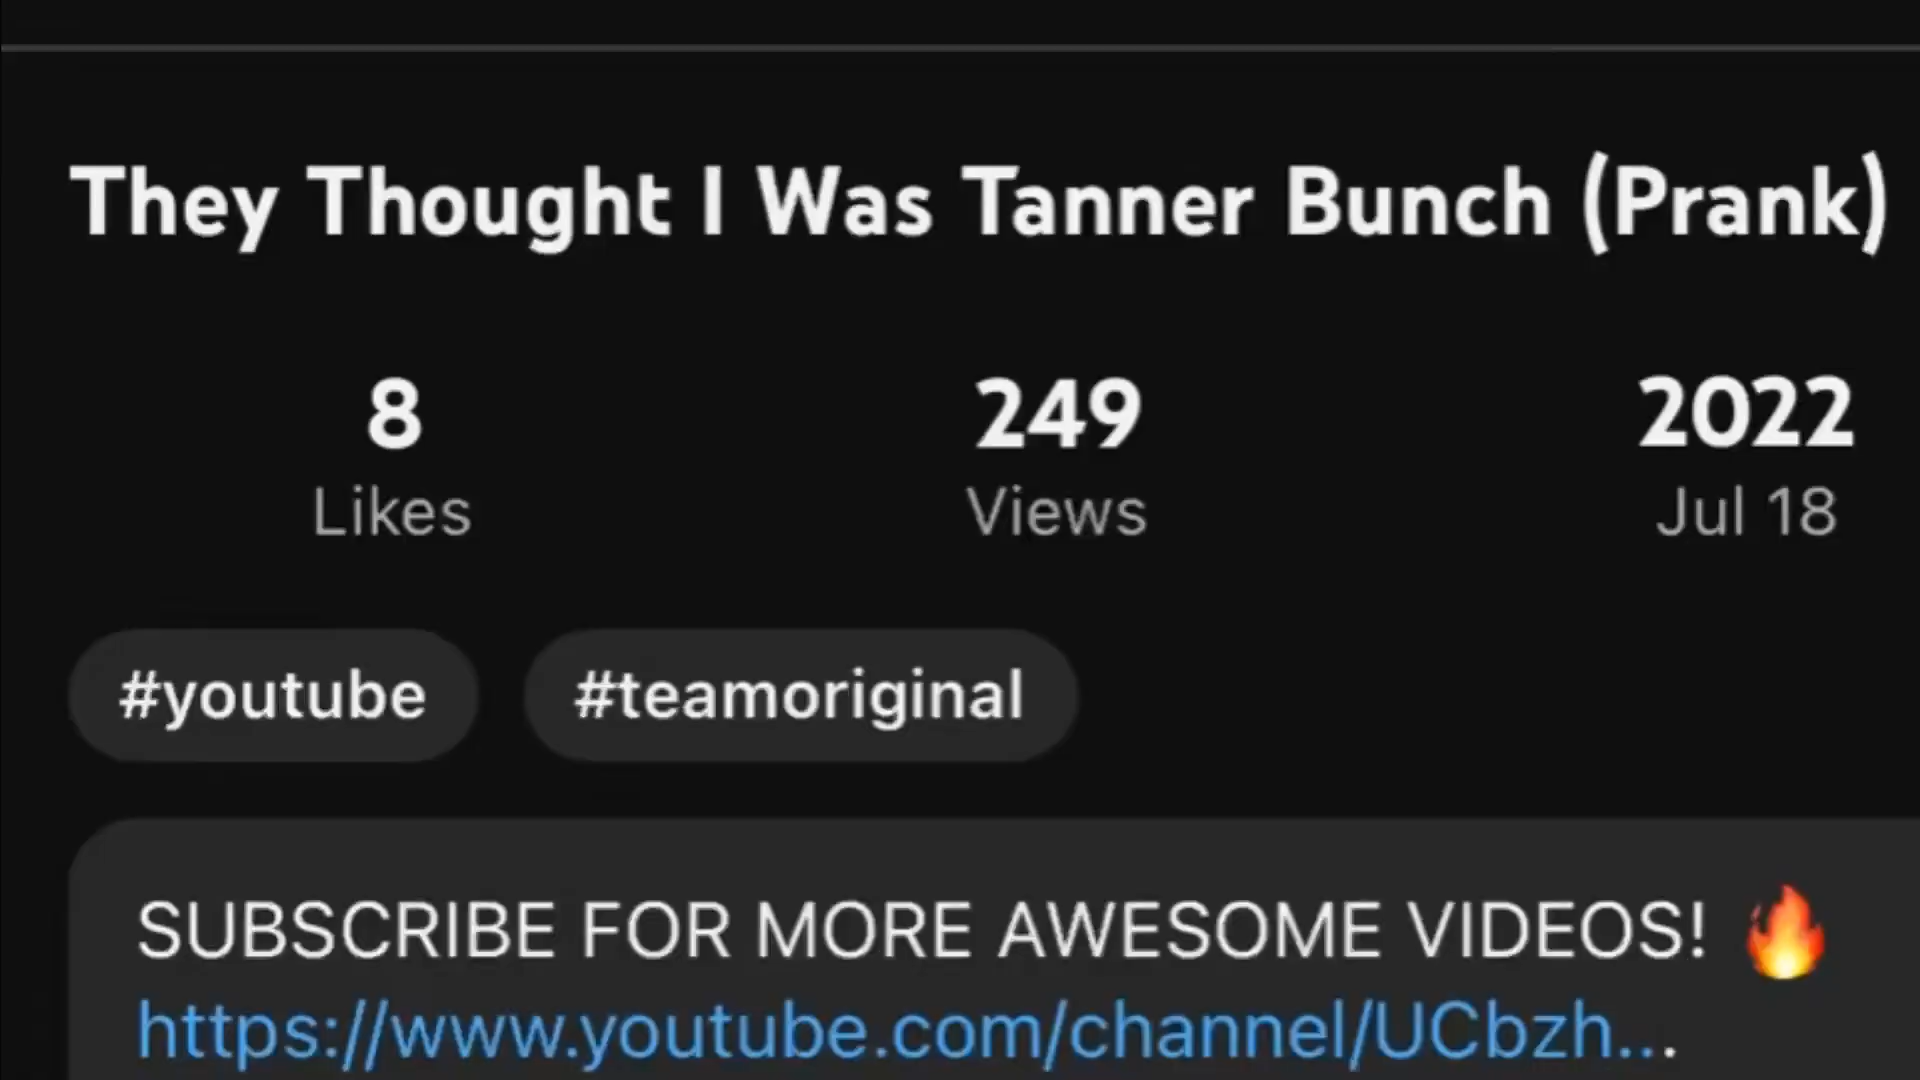 They Thought I Was Tanner Bunch (Prank)
8 249 2022
Likes Views Jul 18
#youtube #teamoriginal
SUBSCRIBE FOR MORE AWESOME VIDEOS! 🔥
https://www.youtube.com/channel/UCbzh...